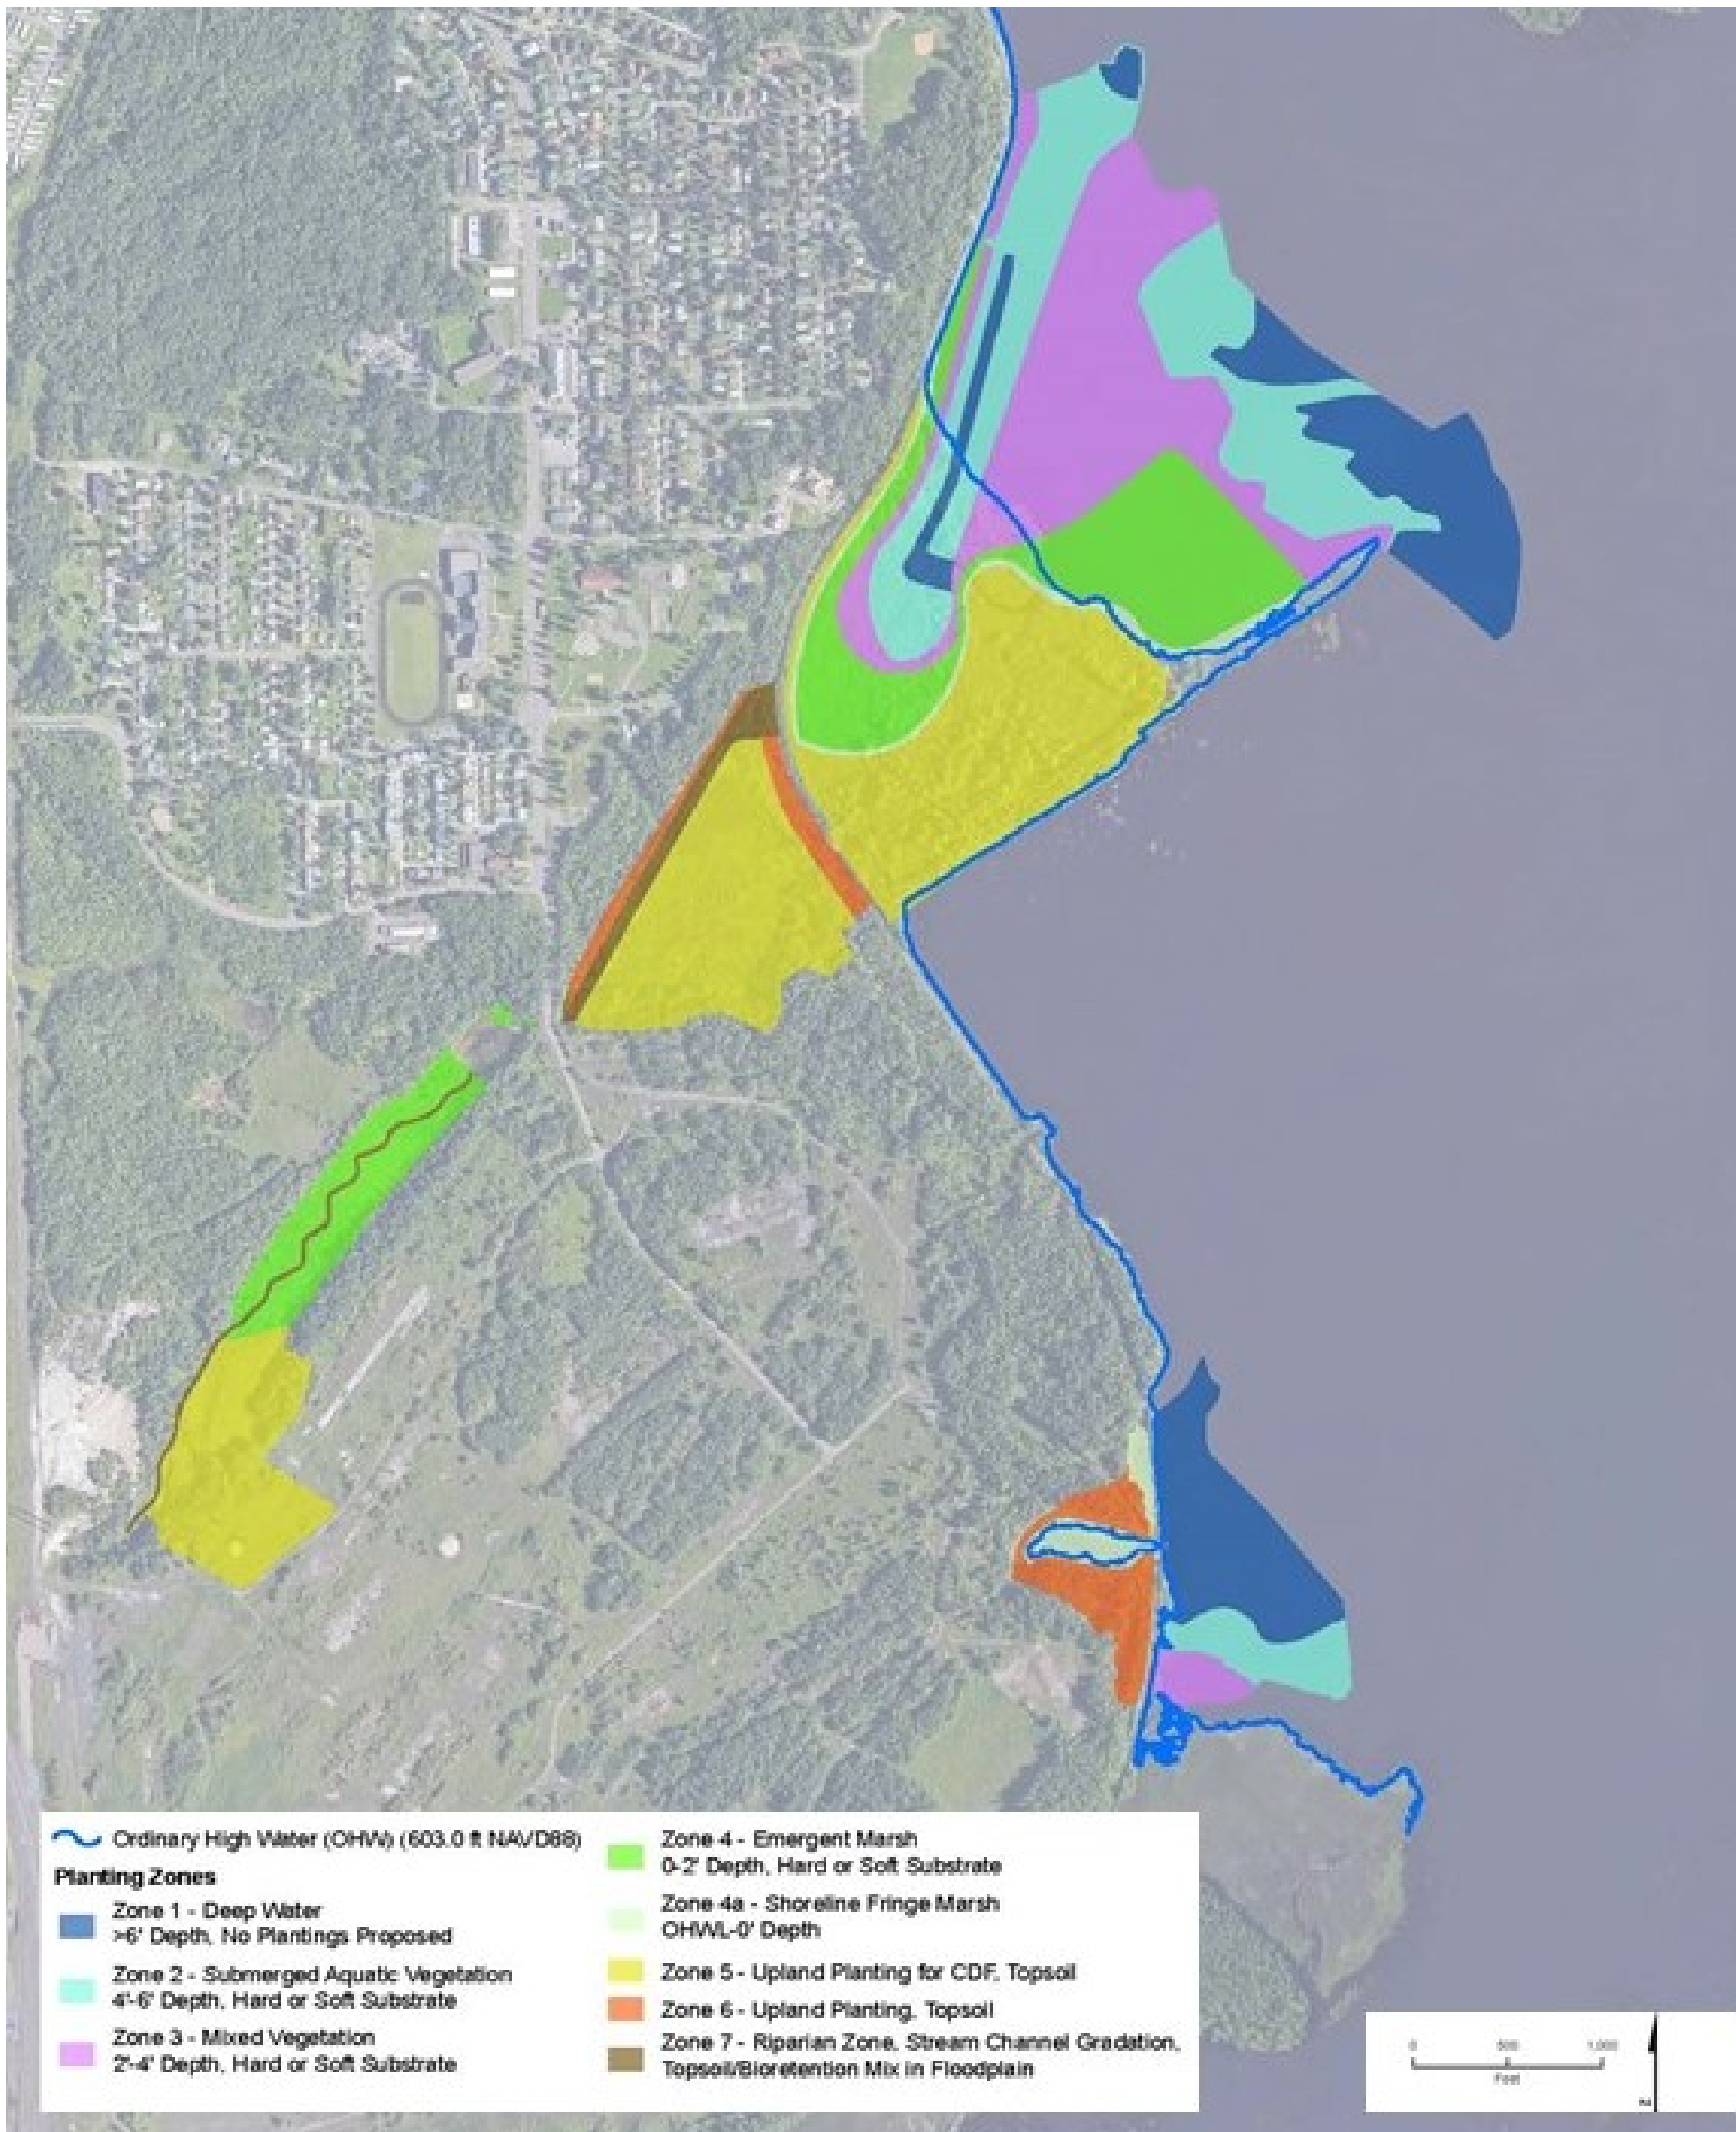 Ordinary High Water (OHW) (603.0 ft NAVD88)
Planting Zones
Zone 1 - Deep Water
>6' Depth, No Plantings Proposed
Zone 2 - Submerged Aquatic Vegetation
4'-6' Depth, Hard or Soft Substrate
Zone 3 - Mixed Vegetation
2'-4' Depth, Hard or Soft Substrate
Zone 4 - Emergent Marsh
0-2' Depth, Hard or Soft Substrate
Zone 4a - Shoreline Fringe Marsh
OHWL-0' Depth
Zone 5 - Upland Planting for CDF, Topsoil
Zone 6 - Upland Planting, Topsoil
Zone 7 - Riparian Zone, Stream Channel Gradation,
Topsoil/Bioretention Mix in Floodplain
0 500 1,000
Feet
N